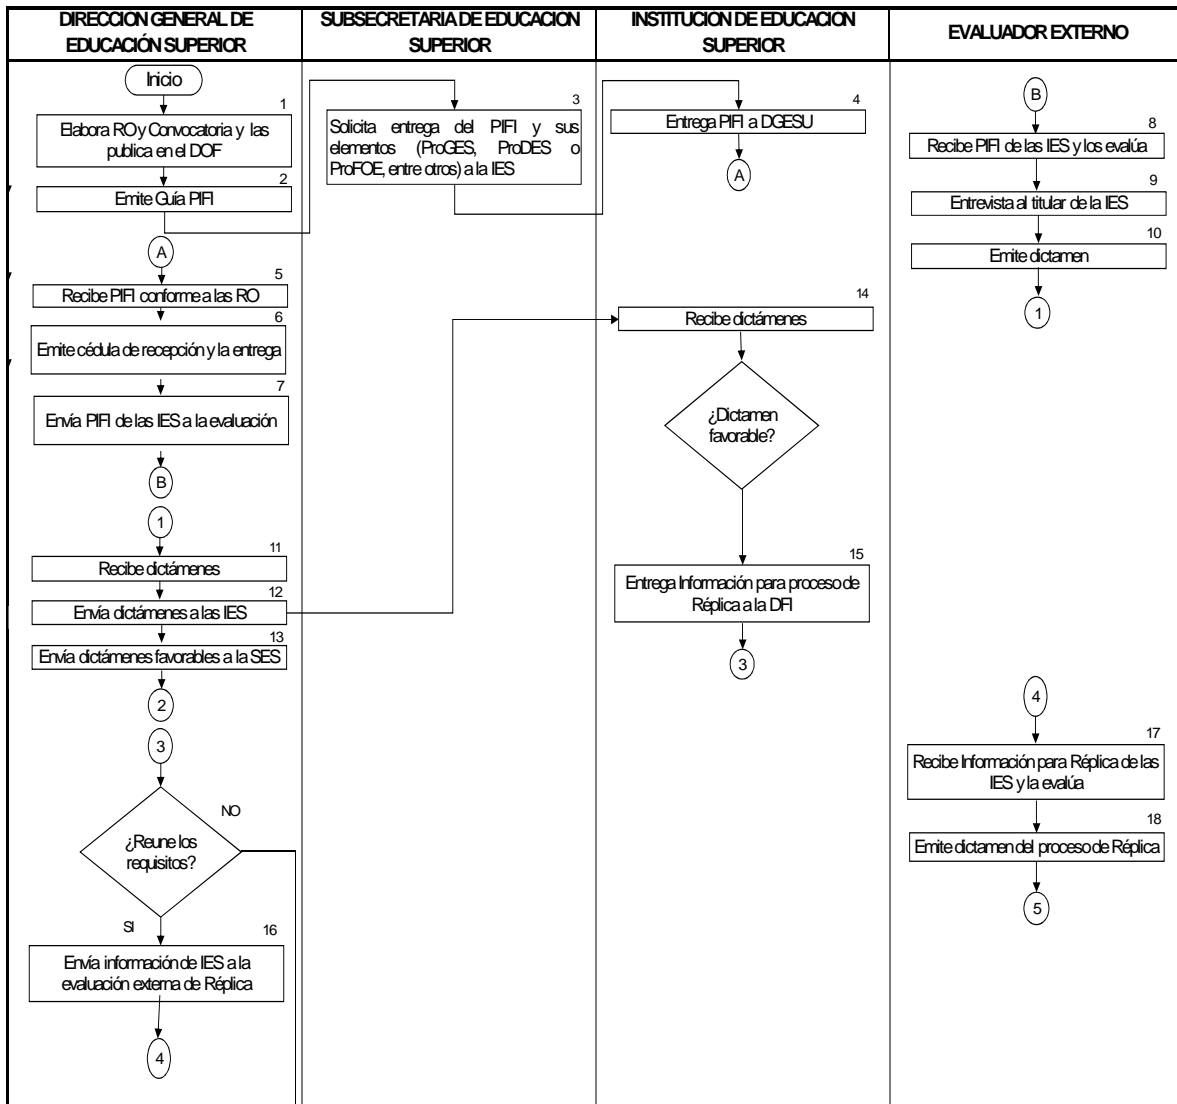 DIRECCION GENERAL DE
EDUCACIÓN SUPERIOR
SUBSECRETARIA DE EDUCACION
SUPERIOR
INSTITUCION DE EDUCACION
SUPERIOR
EVALUADOR EXTERNO
Inicio
1
Elabora RO y Convocatoria y las
publica en el DOF
2
Emite Guía PIFI
A
5
Recibe PIFI conforme a las RO
6
Emite cédula de recepción y la entrega
7
Envía PIFI de las IES a la evaluación
B
1
11
Recibe dictámenes
12
Envía dictámenes a las IES
13
Envía dictámenes favorables a la SES
2
3
¿Reune los
requisitos?
NO
SI
16
Envía información de IES a la
evaluación externa de Réplica
4
3
Solicita entrega del PIFI y sus
elementos (ProGES, ProDES o
ProFOE, entre otros) a la IES
4
Entrega PIFI a DGESU
A
14
Recibe dictámenes
¿Dictamen
favorable?
15
Entrega Información para proceso de
Réplica a la DFI
3
B
8
Recibe PIFI de las IES y los evalúa
9
Entrevista al titular de la IES
10
Emite dictamen
1
4
17
Recibe Información para Réplica de las
IES y la evalúa
18
Emite dictamen del proceso de Réplica
5